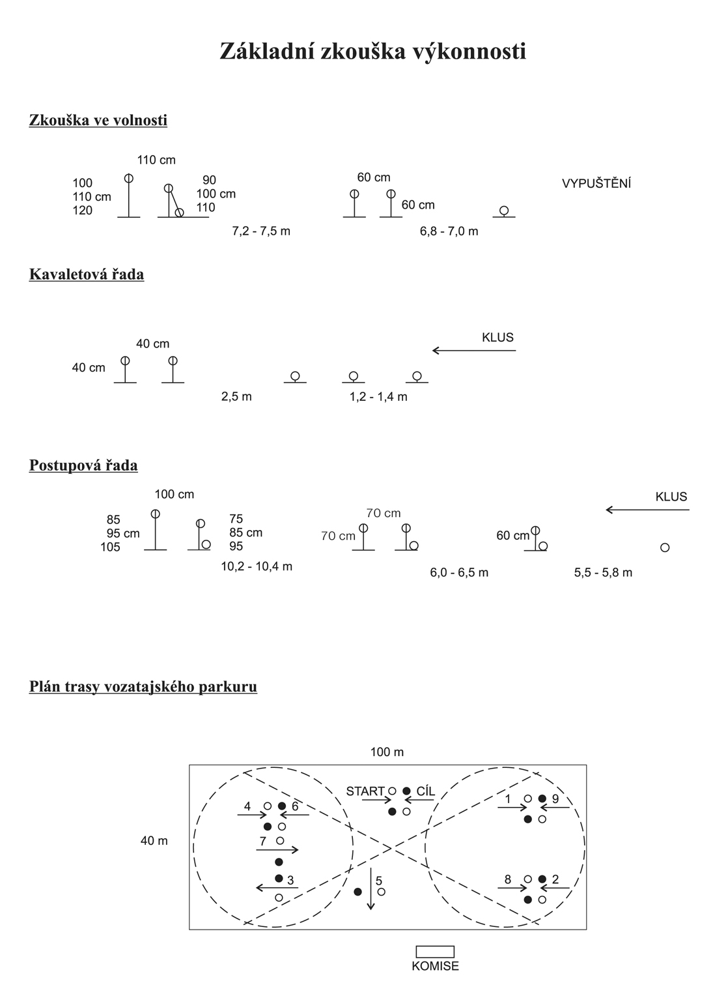 Základní zkouška výkonnosti
Zkouška ve volnosti
110 cm
100
110 cm
120
90
100 cm
110
7,2 - 7,5 m
60 cm
60 cm
6,8 - 7,0 m
VYPUŠTĚNÍ
Kavaletová řada
40 cm
40 cm
2,5 m
1,2 - 1,4 m
KLUS
Postupová řada
100 cm
85
95 cm
105
75
85 cm
95
10,2 - 10,4 m
70 cm
70 cm
6,0 - 6,5 m
60 cm
5,5 - 5,8 m
KLUS
Plán trasy vozatajského parkuru
100 m
40 m
START CÍL
4 6
7
3
5
1 9
8 2
KOMISE